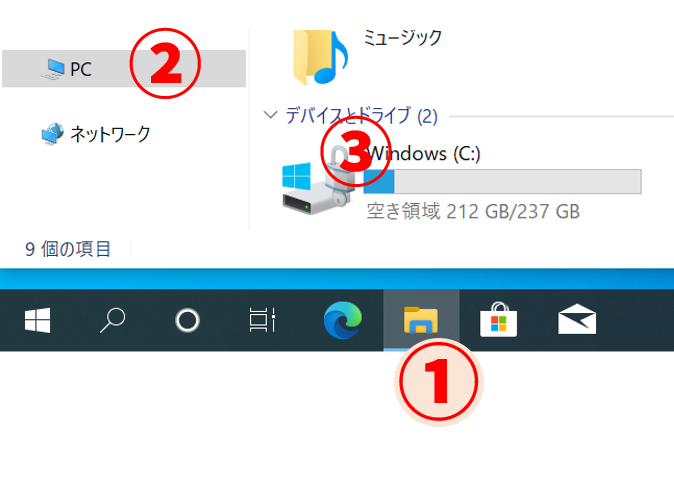 ミュージック
② PC
デバイスとドライブ (2)
ネットワーク
③ Windows (C:)
空き領域 212 GB/237 GB
9 個の項目
①